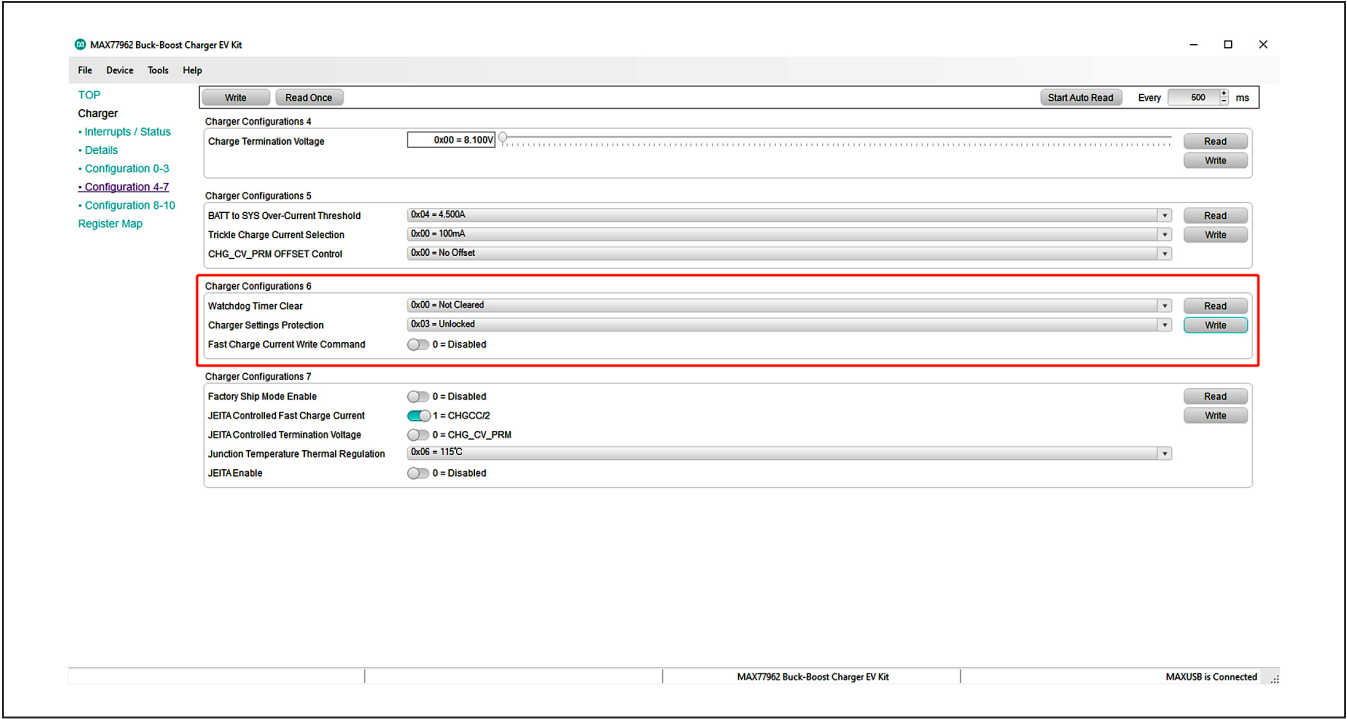 MAX77962 Buck-Boost Charger EV Kit
File Device Tools Help
TOP
Charger
• Interrupts / Status
• Details
• Configuration 0-3
• Configuration 4-7
• Configuration 8-10
Register Map
Write Read Once Start Auto Read Every 500 ms
Charger Configurations 4
Charge Termination Voltage 0x00 = 8.100V Read
Write
Charger Configurations 5
BATT to SYS Over-Current Threshold 0x04 = 4.500A Read
Trickle Charge Current Selection 0x00 = 100mA Write
CHG_CV_PRM OFFSET Control 0x00 = No Offset
Charger Configurations 6
Watchdog Timer Clear 0x00 = Not Cleared Read
Charger Settings Protection 0x03 = Unlocked Write
Fast Charge Current Write Command 0 = Disabled
Charger Configurations 7
Factory Ship Mode Enable 0 = Disabled Read
JEITA Controlled Fast Charge Current 1 = CHGCC/2 Write
JEITA Controlled Termination Voltage 0 = CHG_CV_PRM
Junction Temperature Thermal Regulation 0x06 = 115°C
JEITA Enable 0 = Disabled
MAX77962 Buck-Boost Charger EV Kit MAXUSB is Connected